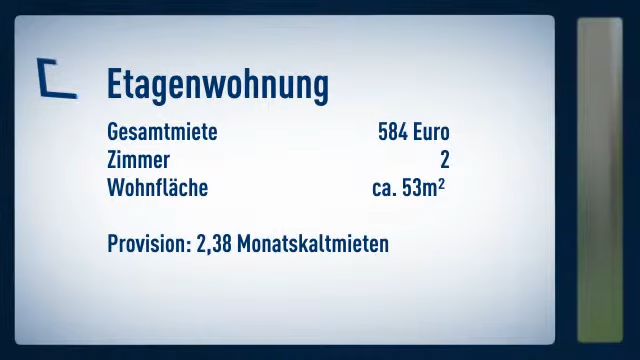 Etagenwohnung
Gesamtmiete 584 Euro
Zimmer 2
Wohnfläche ca. 53m²
Provision: 2,38 Monatskaltmieten